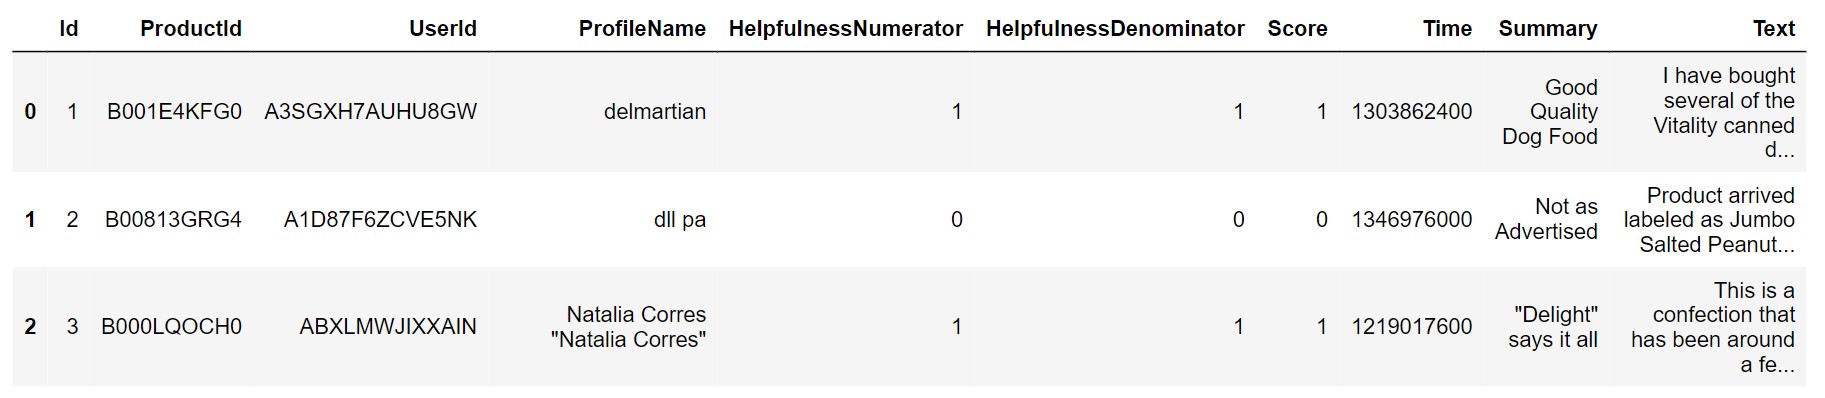 Id ProductId UserId ProfileName HelpfulnessNumerator HelpfulnessDenominator Score Time Summary Text
0 1 B001E4KFG0 A3SGXH7AUHU8GW delmartian 1 1 1 1303862400
Good
Quality
Dog Food
I have bought
several of the
Vitality canned
d...
1 2 B00813GRG4 A1D87F6ZCVE5NK dll pa 0 0 0 1346976000
Not as
Advertised
Product arrived
labeled as Jumbo
Salted Peanut...
2 3 B000LQOCH0 ABXLMWJIXXAIN
Natalia Corres
"Natalia Corres"
1 1 1 1219017600
"Delight"
says it all
This is a
confection that
has been around
a fe...